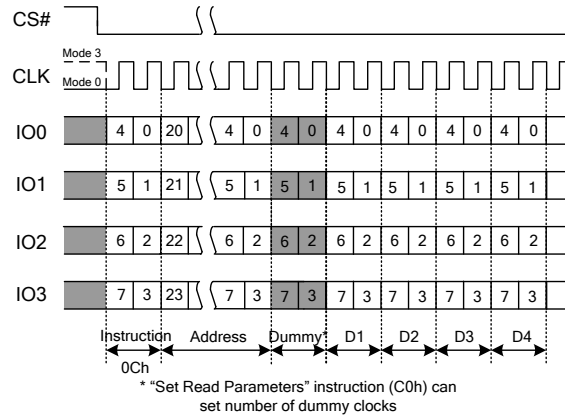 CS#
Mode 3
CLK
Mode 0
IO0 4 0 20 4 0 4 0 4 0 4 0 4 0 4 0
IO1 5 1 21 5 1 5 1 5 1 5 1 5 1 5 1
IO2 6 2 22 6 2 6 2 6 2 6 2 6 2 6 2
IO3 7 3 23 7 3 7 3 7 3 7 3 7 3 7 3
Instruction Address Dummy* D1 D2 D3 D4
0Ch
* “Set Read Parameters” instruction (C0h) can
set number of dummy clocks